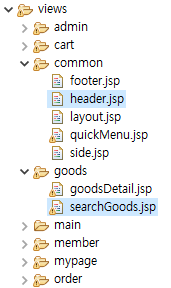 views
admin
cart
common
footer.jsp
header.jsp
layout.jsp
quickMenu.jsp
side.jsp
goods
goodsDetail.jsp
searchGoods.jsp
main
member
mypage
order